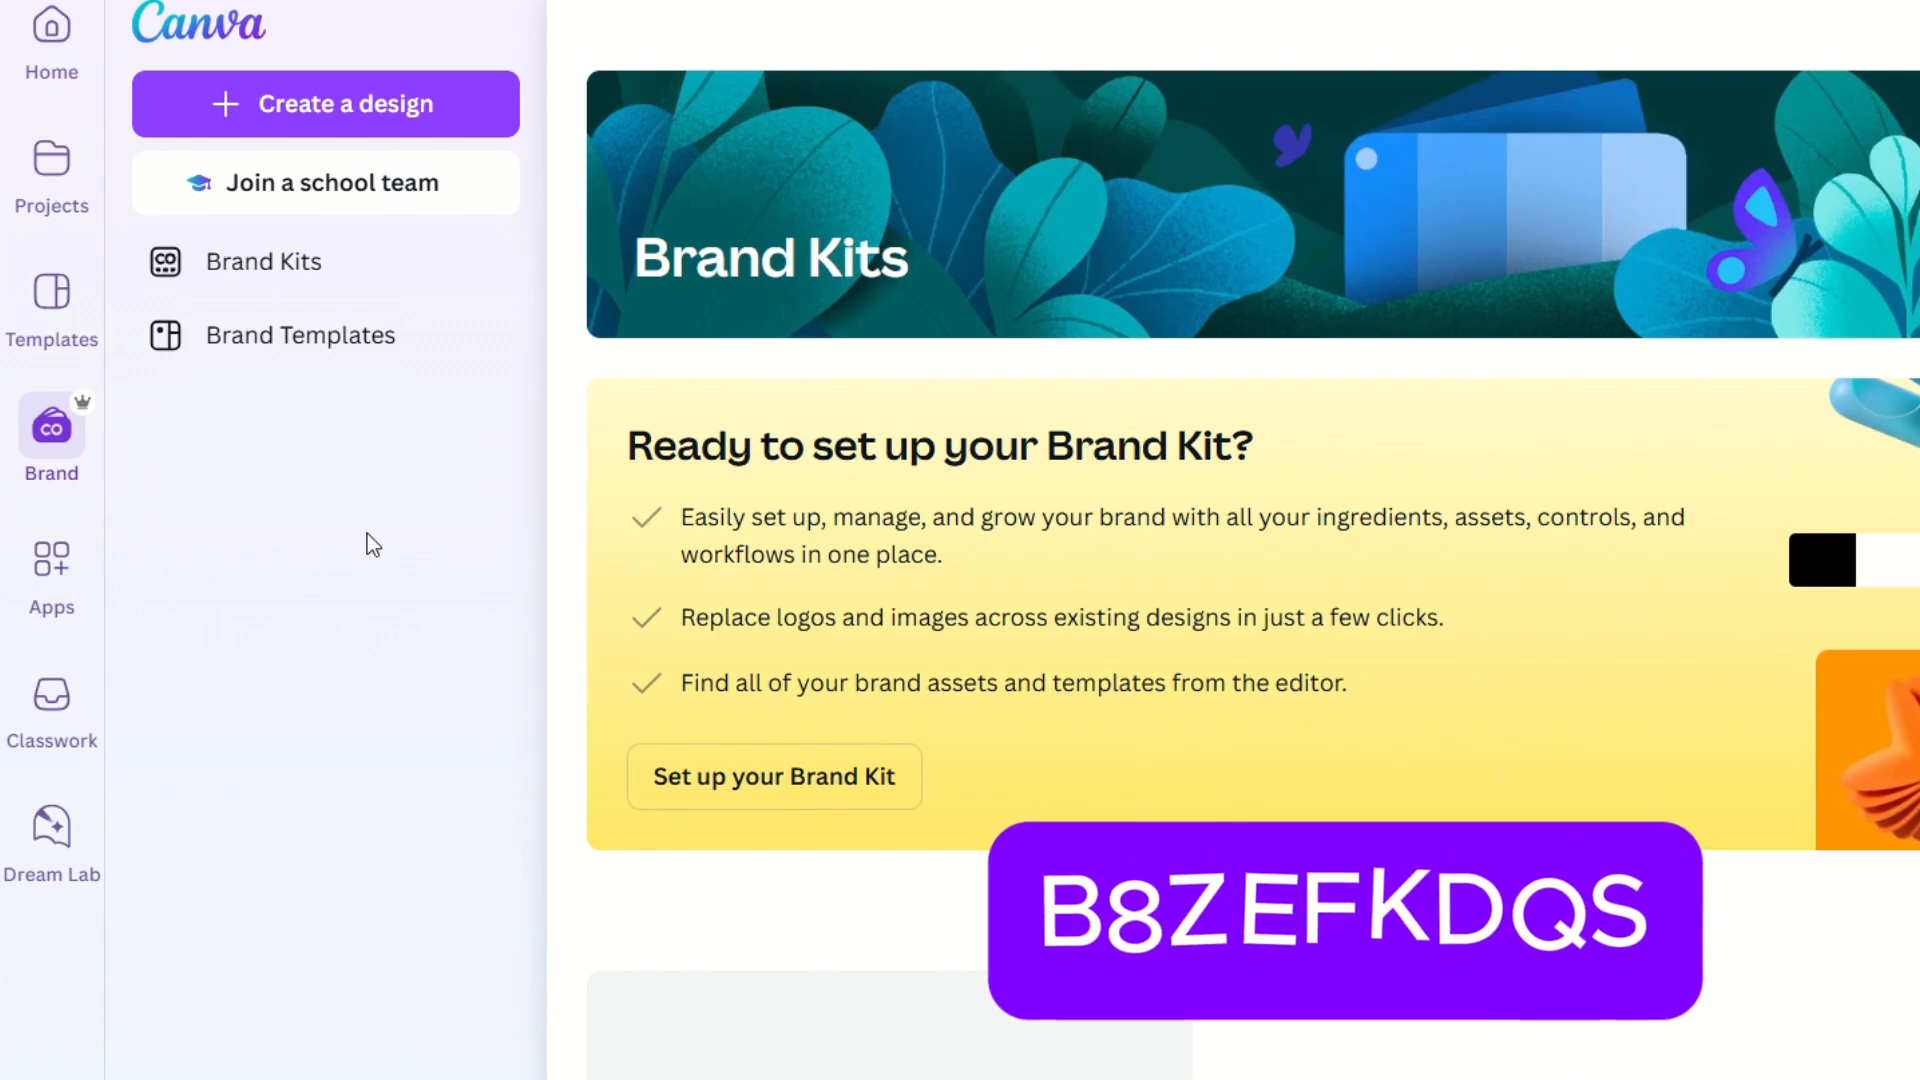 Canva
Home
Create a design
Join a school team
Projects
Brand Kits
Brand Kits
Brand Templates
Templates
CO
Brand
Ready to set up your Brand Kit?
Easily set up, manage, and grow your brand with all your ingredients, assets, controls, and
workflows in one place.
Replace logos and images across existing designs in just a few clicks.
Find all of your brand assets and templates from the editor.
Set up your Brand Kit
Apps
Classwork
Dream Lab
B8ZEFKDQS